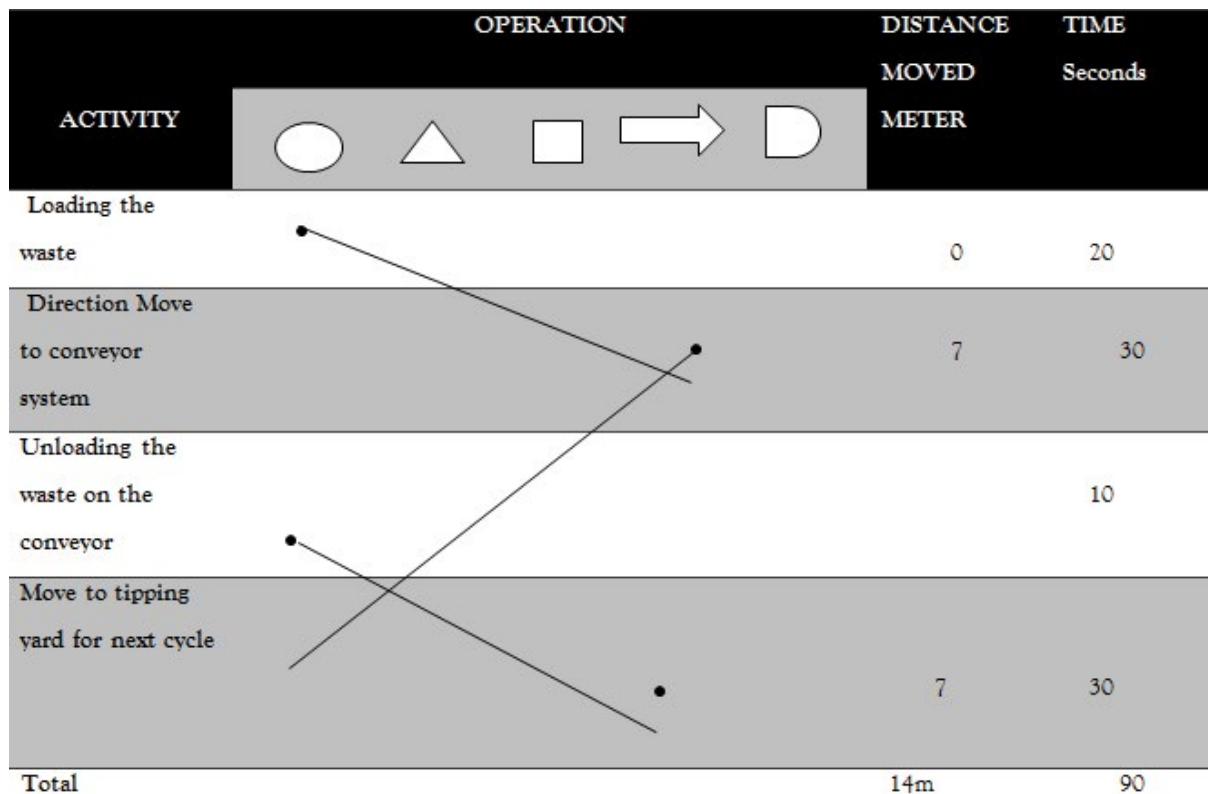 OPERATION DISTANCE TIME
MOVED Seconds
ACTIVITY METER
Loading the
waste 0 20
Direction Move
to conveyor 7 30
system
Unloading the
waste on the 10
conveyor
Move to tipping
yard for next cycle
7 30
Total 14m 90